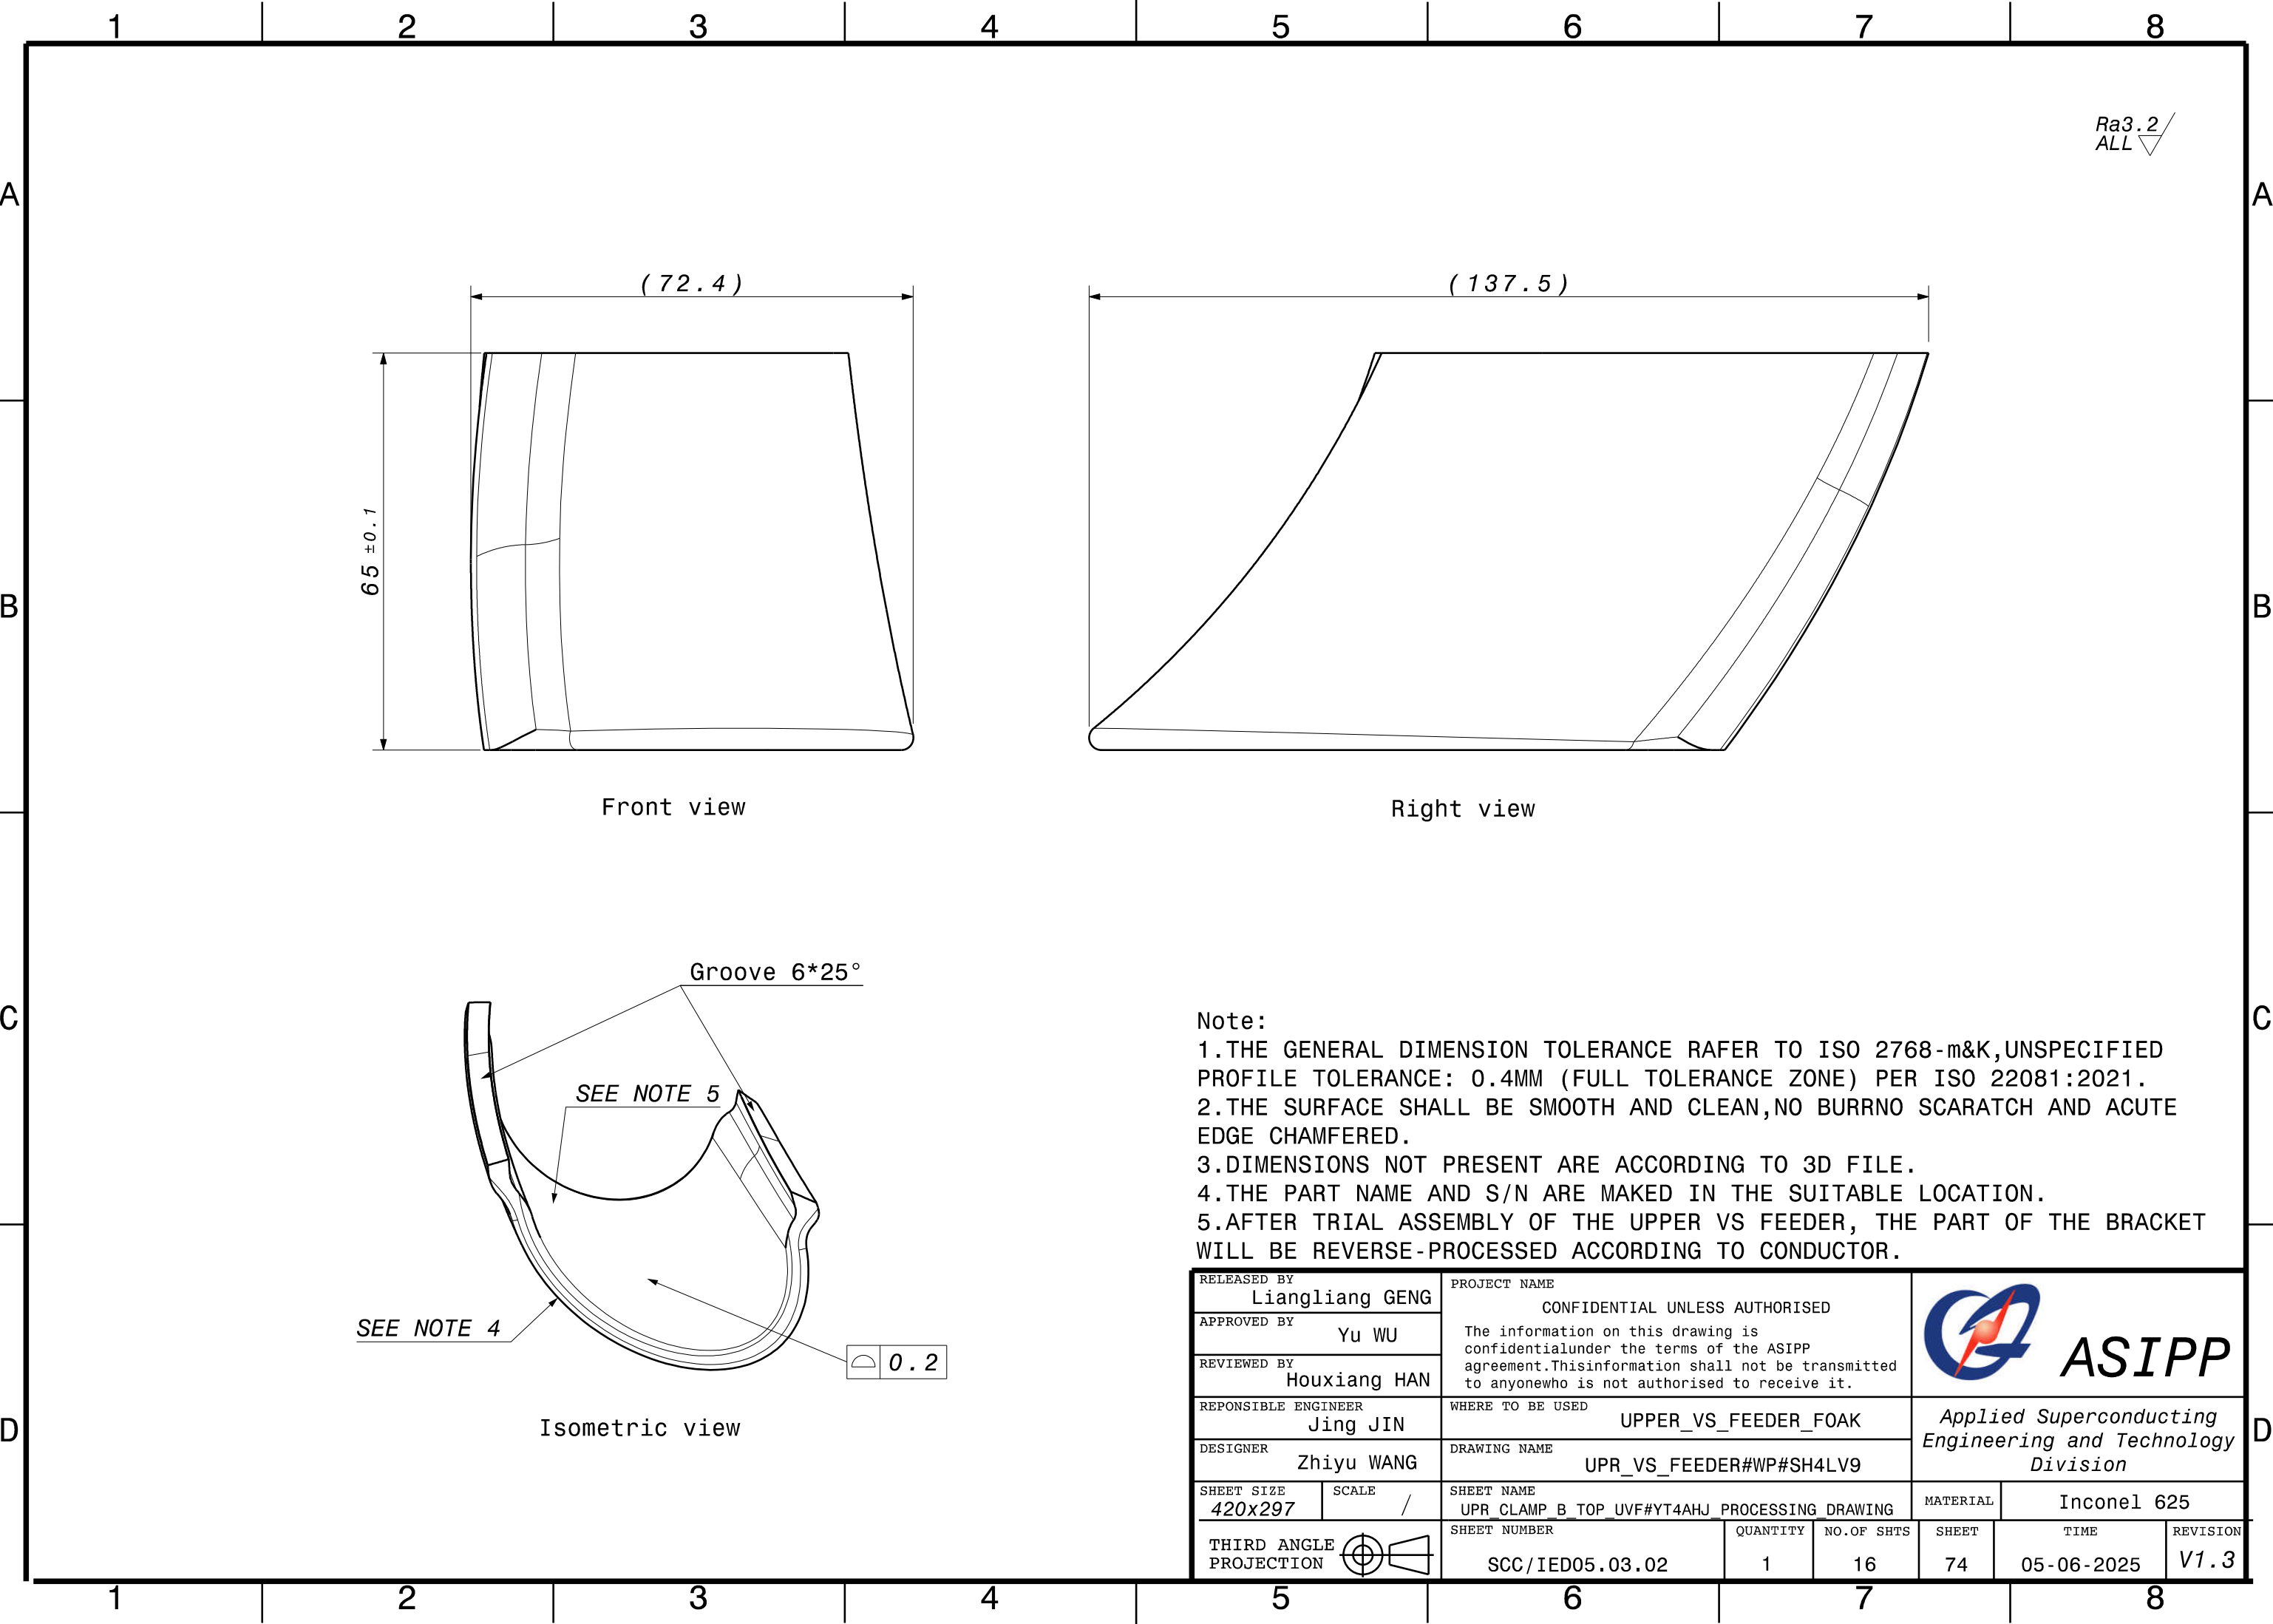 1 2 3 4 5 6 7 8
Ra3.2
ALL
A A
(72.4) (137.5)
65 ±0.1
B B
Front view Right view
Groove 6*25°
SEE NOTE 5
C C
SEE NOTE 4
0.2
Isometric view
Note:
1.THE GENERAL DIMENSION TOLERANCE RAFER TO ISO 2768-m&K,UNSPECIFIED
PROFILE TOLERANCE: 0.4MM (FULL TOLERANCE ZONE) PER ISO 22081:2021.
2.THE SURFACE SHALL BE SMOOTH AND CLEAN,NO BURRNO SCARATCH AND ACUTE
EDGE CHAMFERED.
3.DIMENSIONS NOT PRESENT ARE ACCORDING TO 3D FILE.
4.THE PART NAME AND S/N ARE MAKED IN THE SUITABLE LOCATION.
5.AFTER TRIAL ASSEMBLY OF THE UPPER VS FEEDER, THE PART OF THE BRACKET
WILL BE REVERSE-PROCESSED ACCORDING TO CONDUCTOR.
D D
RELEASED BY
Liangliang GENG
APPROVED BY
Yu WU
REVIEWED BY
Houxiang HAN
REPONSIBLE ENGINEER
Jing JIN
DESIGNER
Zhiyu WANG
SHEET SIZE
420x297
SCALE
/
THIRD ANGLE
PROJECTION
PROJECT NAME
CONFIDENTIAL UNLESS AUTHORISED
The information on this drawing is
confidentialunder the terms of the ASIPP
agreement.Thisinformation shall not be transmitted
to anyonewho is not authorised to receive it.
WHERE TO BE USED
UPPER_VS_FEEDER_FOAK
DRAWING NAME
UPR_VS_FEEDER#WP#SH4LV9
SHEET NAME
UPR_CLAMP_B_TOP_UVF#YT4AHJ_PROCESSING_DRAWING
SHEET NUMBER
SCC/IED05.03.02
QUANTITY
1
NO.OF SHTS
16
SHEET
74
TIME
05-06-2025
REVISION
V1.3
ASIPP
Applied Superconducting
Engineering and Technology
Division
MATERIAL
Inconel 625
1 2 3 4 5 6 7 8